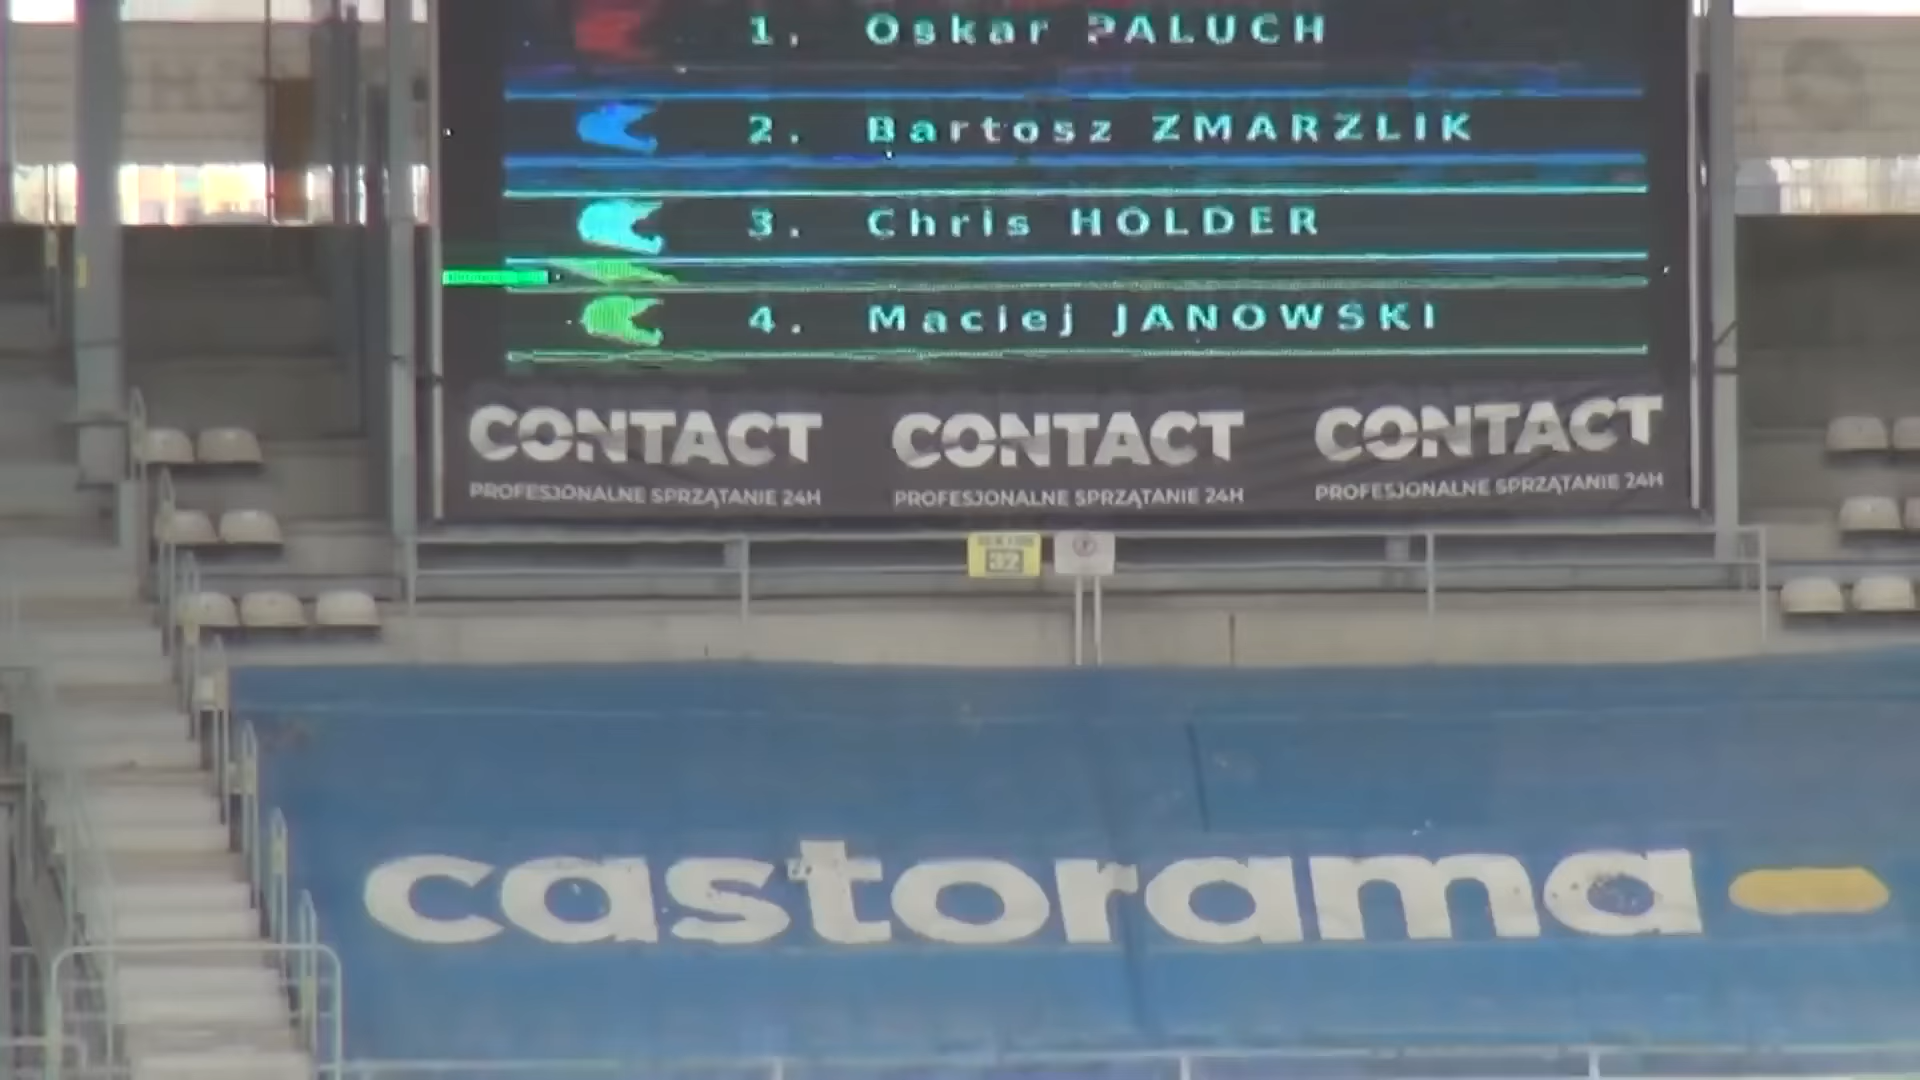 1. Oskar PALUCH
2. Bartosz ZMARZLIK
3. Chris HOLDER
4. Maciej JANOWSKI
CONTACT CONTACT CONTACT
PROFESJONALNE SPRZĄTANIE 24H PROFESJONALNE SPRZĄTANIE 24H PROFESJONALNE SPRZĄTANIE 24H
32
castorama